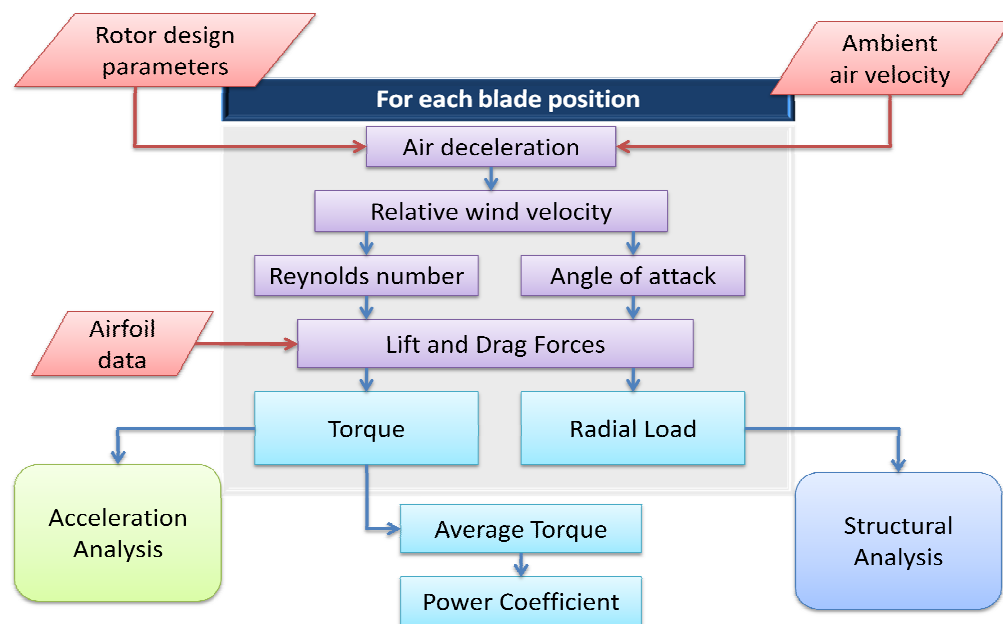 Rotor design
parameters
Ambient
air velocity
For each blade position
Air deceleration
Relative wind velocity
Reynolds number
Angle of attack
Airfoil
data
Lift and Drag Forces
Torque
Radial Load
Acceleration
Analysis
Average Torque
Structural
Analysis
Power Coefficient